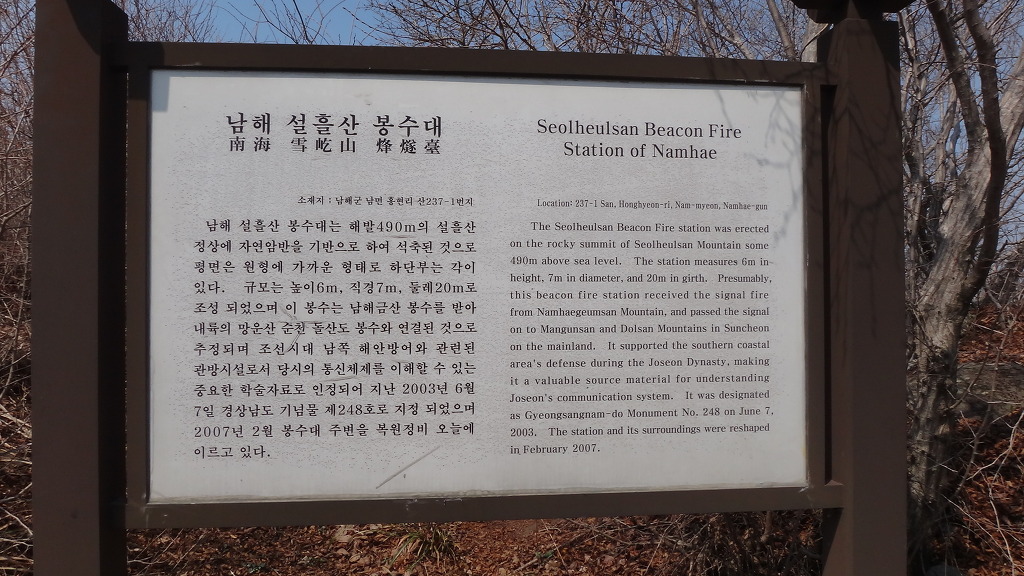 남해 설흘산 봉수대
南海 雪屹山 烽燧臺
소재지 : 남해군 남면 홍현리 산237-1번지
남해 설흘산 봉수대는 해발490m의 설흘산
정상에 자연암반을 기반으로 하여 석축된 것으로
평면은 원형에 가까운 형태로 하단부는 각이
있다. 규모는 높이6m, 직경7m, 둘레20m로
조성 되었으며 이 봉수는 남해금산 봉수를 받아
내륙의 망운산 순천 돌산도 봉수와 연결된 것으로
추정되며 조선시대 남쪽 해안방어와 관련된
관방시설로서 당시의 통신체제를 이해할 수 있는
중요한 학술자료로 인정되어 지난 2003년 6월
7일 경상남도 기념물 제248호로 지정 되었으며
2007년 2월 봉수대 주변을 복원정비 오늘에
이르고 있다.
Seolheulsan Beacon Fire
Station of Namhae
Location: 237-1 San, Honghyeon-ri, Nam-myeon, Namhae-gun
The Seolheulsan Beacon Fire station was erected
on the rocky summit of Seolheulsan Mountain some
490m above sea level. The station measures 6m in
height, 7m in diameter, and 20m in girth. Presumably,
this beacon fire station received the signal fire
from Namhaegeumsan Mountain, and passed the signal
on to Mangunsan and Dolsan Mountains in Suncheon
on the mainland. It supported the southern coastal
area's defense during the Joseon Dynasty, making
it a valuable source material for understanding
Joseon's communication system. It was designated
as Gyeongsangnam-do Monument No. 248 on June 7,
2003. The station and its surroundings were reshaped
in February 2007.